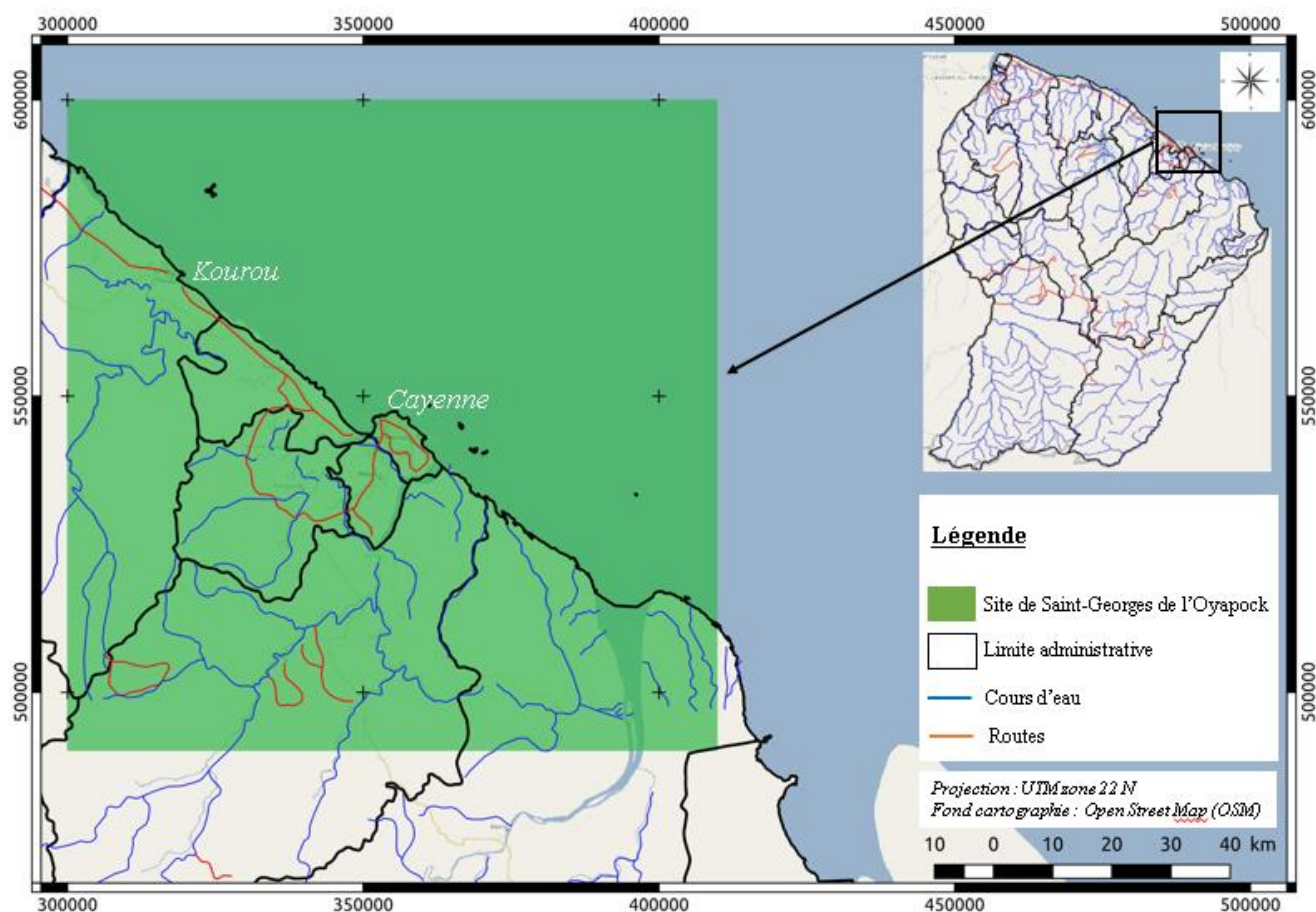 300000 350000 400000 450000 500000
600000 600000
Kourou
550000 550000
Cayenne
Légende
Site de Saint-Georges de l'Oyapock
Limite administrative
500000 500000
Cours d'eau
Routes
Projection : UTM zone 22 N
Fond cartographie : Open Street Map (OSM)
10 0 10 20 30 40 km
300000 350000 400000 450000 500000